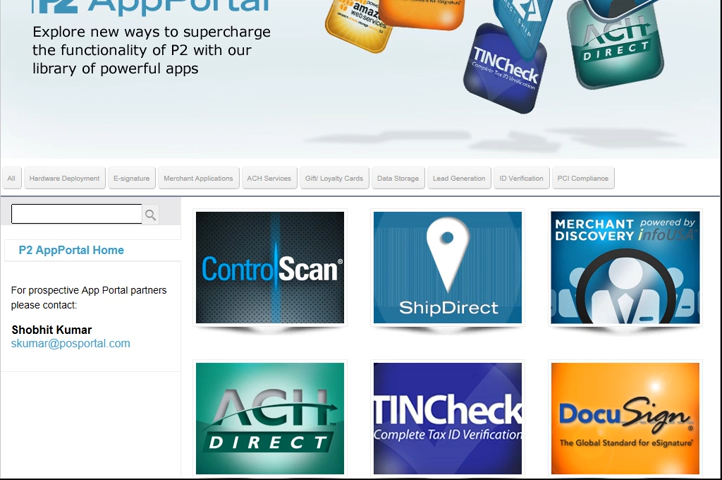 P2 AppPortal
Explore new ways to supercharge
the functionality of P2 with our
library of powerful apps
amazon
web services
TINCheck
Complete Tax ID Verification
ACH
DIRECT
All
Hardware Deployment
E-signature
Merchant Applications
ACH Services
Gift/ Loyalty Cards
Data Storage
Lead Generation
ID Verification
PCI Compliance
P2 AppPortal Home
For prospective App Portal partners
please contact:
Shobhit Kumar
skumar@posportal.com
ControlScan®
ShipDirect
MERCHANT powered by
DISCOVERY infoUSA
ACH
DIRECT
TINCheck
Complete Tax ID Verification
DocuSign®
The Global Standard for eSignature®